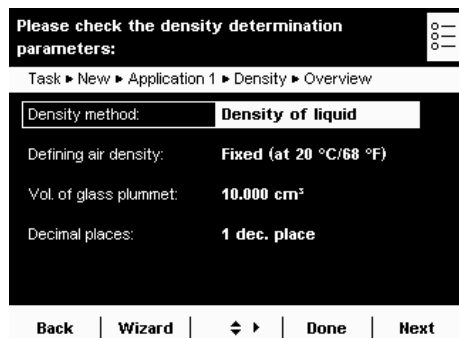 Please check the density determination
parameters:
Task ▸ New ▸ Application 1 ▸ Density ▸ Overview
Density method: Density of liquid
Defining air density: Fixed (at 20 °C/68 °F)
Vol. of glass plummet: 10.000 cm³
Decimal places: 1 dec. place
Back | Wizard | | Done | Next